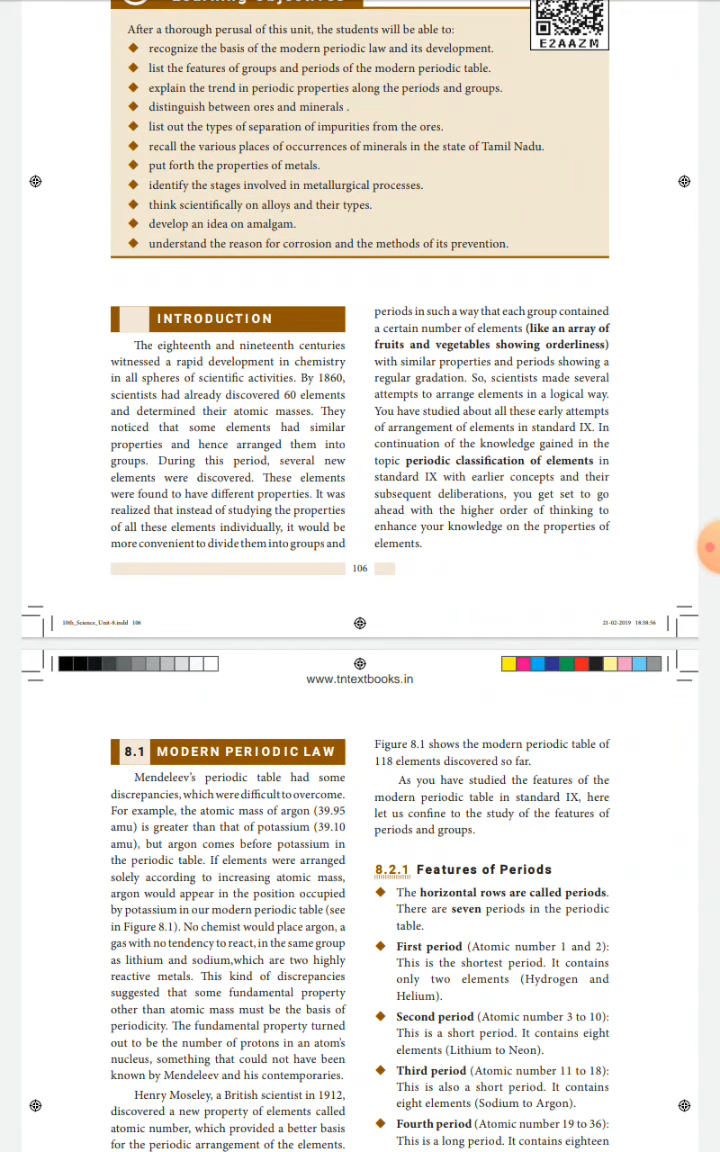 After a thorough perusal of this unit, the students will be able to:
recognize the basis of the modern periodic law and its development.
list the features of groups and periods of the modern periodic table.
explain the trend in periodic properties along the periods and groups.
distinguish between ores and minerals .
list out the types of separation of impurities from the ores.
recall the various places of occurrences of minerals in the state of Tamil Nadu.
put forth the properties of metals.
identify the stages involved in metallurgical processes.
think scientifically on alloys and their types.
develop an idea on amalgam.
understand the reason for corrosion and the methods of its prevention.
E2AAZM
INTRODUCTION
The eighteenth and nineteenth centuries
witnessed a rapid development in chemistry
in all spheres of scientific activities. By 1860,
scientists had already discovered 60 elements
and determined their atomic masses. They
noticed that some elements had similar
properties and hence arranged them into
groups. During this period, several new
elements were discovered. These elements
were found to have different properties. It was
realized that instead of studying the properties
of all these elements individually, it would be
more convenient to divide them into groups and
periods in such a way that each group contained
a certain number of elements (like an array of
fruits and vegetables showing orderliness)
with similar properties and periods showing a
regular gradation. So, scientists made several
attempts to arrange elements in a logical way.
You have studied about all these early attempts
of arrangement of elements in standard IX. In
continuation of the knowledge gained in the
topic periodic classification of elements in
standard IX with earlier concepts and their
subsequent deliberations, you get set to go
ahead with the higher order of thinking to
enhance your knowledge on the properties of
elements.
106
10th_Science_Unit-8.indd 106
21-02-2019 18:38:56
www.tntextbooks.in
8.1 MODERN PERIODIC LAW
Mendeleev's periodic table had some
discrepancies, which were difficult to overcome.
For example, the atomic mass of argon (39.95
amu) is greater than that of potassium (39.10
amu), but argon comes before potassium in
the periodic table. If elements were arranged
solely according to increasing atomic mass,
argon would appear in the position occupied
by potassium in our modern periodic table (see
in Figure 8.1). No chemist would place argon, a
gas with no tendency to react, in the same group
as lithium and sodium,which are two highly
reactive metals. This kind of discrepancies
suggested that some fundamental property
other than atomic mass must be the basis of
periodicity. The fundamental property turned
out to be the number of protons in an atom's
nucleus, something that could not have been
known by Mendeleev and his contemporaries.
Henry Moseley, a British scientist in 1912,
discovered a new property of elements called
atomic number, which provided a better basis
for the periodic arrangement of the elements.
Figure 8.1 shows the modern periodic table of
118 elements discovered so far.
As you have studied the features of the
modern periodic table in standard IX, here
let us confine to the study of the features of
periods and groups.
8.2.1 Features of Periods
The horizontal rows are called periods.
There are seven periods in the periodic
table.
First period (Atomic number 1 and 2):
This is the shortest period. It contains
only two elements (Hydrogen and
Helium).
Second period (Atomic number 3 to 10):
This is a short period. It contains eight
elements (Lithium to Neon).
Third period (Atomic number 11 to 18):
This is also a short period. It contains
eight elements (Sodium to Argon).
Fourth period (Atomic number 19 to 36):
This is a long period. It contains eighteen